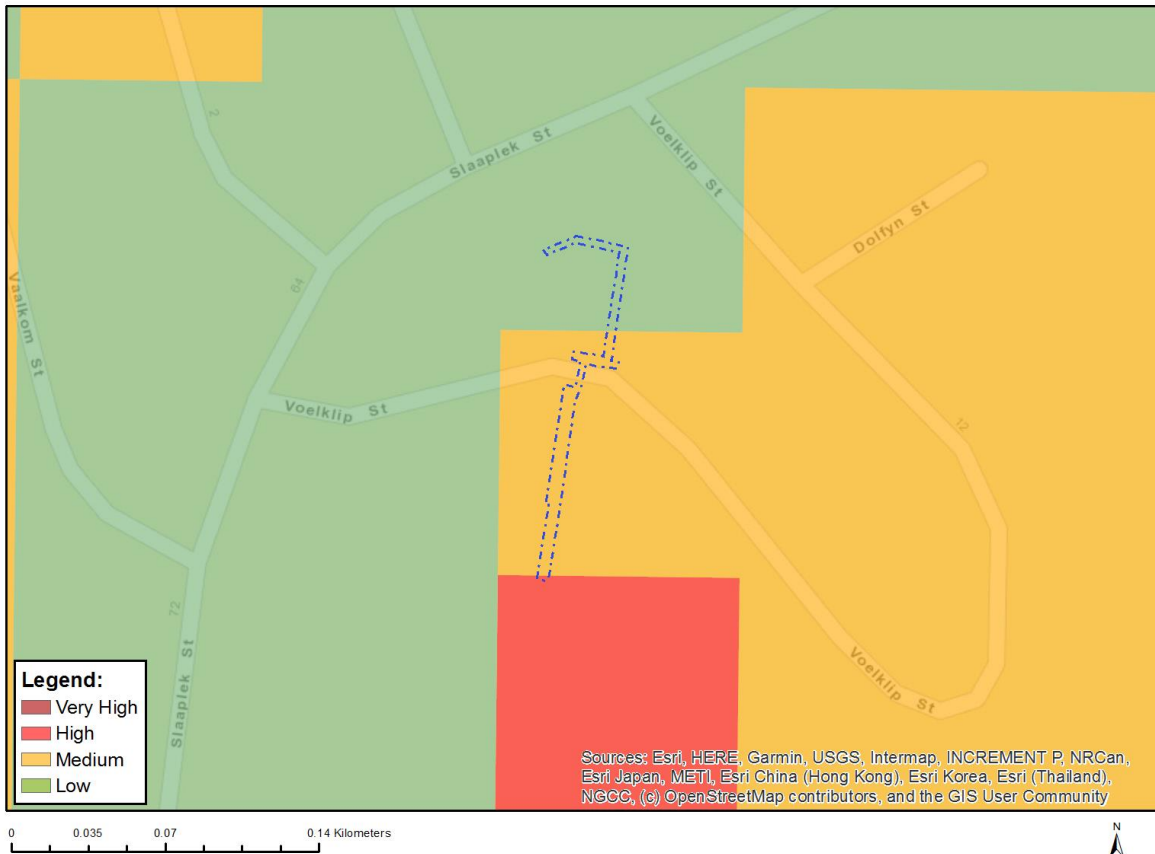 2
Slaaplek St
Voelklip St
Dolfyn St
Vaalkom St
64
Voelklip St
12
72
Slaaplek St
Voelklip St
Legend:
Very High
High
Medium
Low
Sources: Esri, HERE, Garmin, USGS, Intermap, INCREMENT P, NRCan,
Esri Japan, METI, Esri China (Hong Kong), Esri Korea, Esri (Thailand),
NGCC, (c) OpenStreetMap contributors, and the GIS User Community
0 0.035 0.07 0.14 Kilometers
N